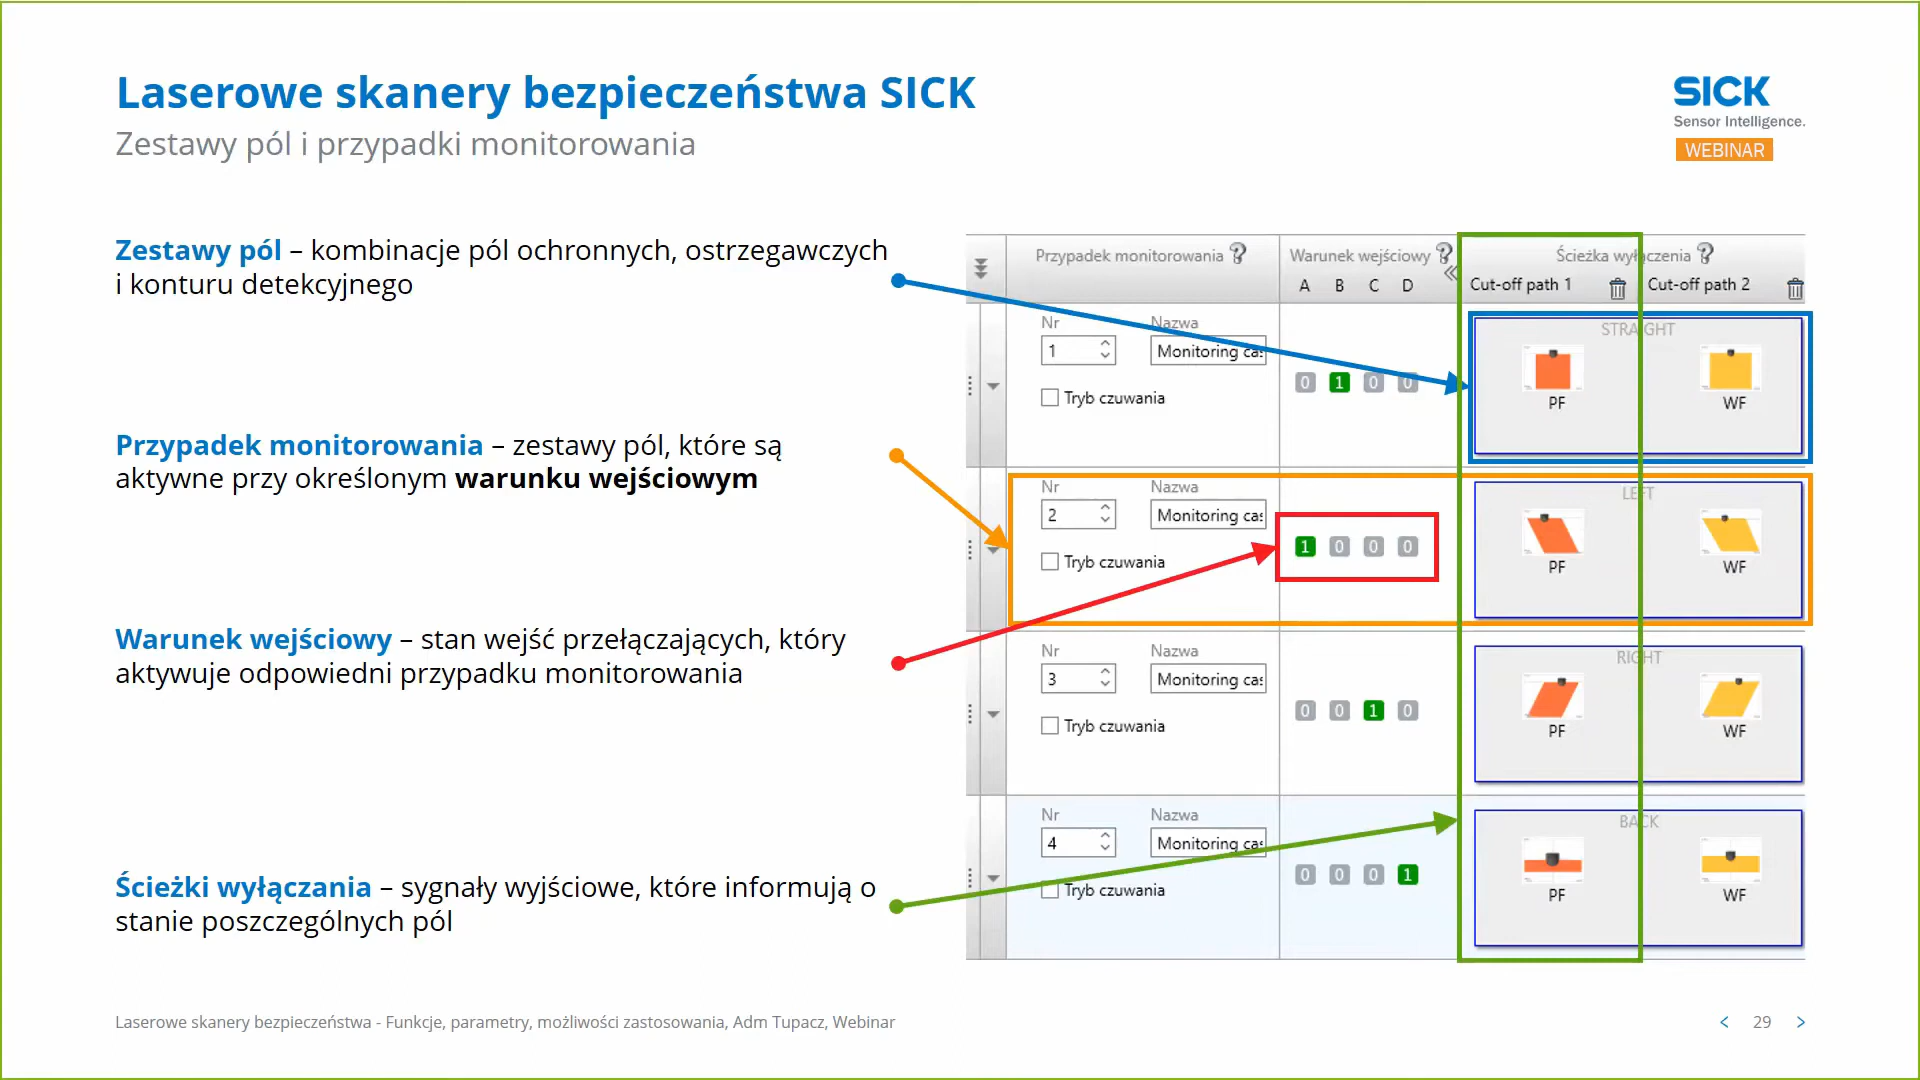 Laserowe skanery bezpieczeństwa SICK
Zestawy pól i przypadki monitorowania
SICK
Sensor Intelligence.
WEBINAR
Zestawy pól – kombinacje pól ochronnych, ostrzegawczych
i konturu detekcyjnego
Przypadek monitorowania – zestawy pól, które są
aktywne przy określonym warunku wejściowym
Warunek wejściowy – stan wejść przełączających, który
aktywuje odpowiedni przypadku monitorowania
Ścieżki wyłączania – sygnały wyjściowe, które informują o
stanie poszczególnych pól
Przypadek monitorowania ? Warunek wejściowy ? Ścieżka wyłączenia ?
A B C D Cut-off path 1 Cut-off path 2
Nr Nazwa STRAIGHT
1 Monitoring cas
0 1 0 0
Tryb czuwania PF WF
Nr Nazwa LEFT
2 Monitoring cas
1 0 0 0
Tryb czuwania PF WF
Nr Nazwa RIGHT
3 Monitoring cas
0 0 1 0
Tryb czuwania PF WF
Nr Nazwa BACK
4 Monitoring cas
0 0 0 1
Tryb czuwania PF WF
Laserowe skanery bezpieczeństwa - Funkcje, parametry, możliwości zastosowania, Adm Tupacz, Webinar
< 29 >